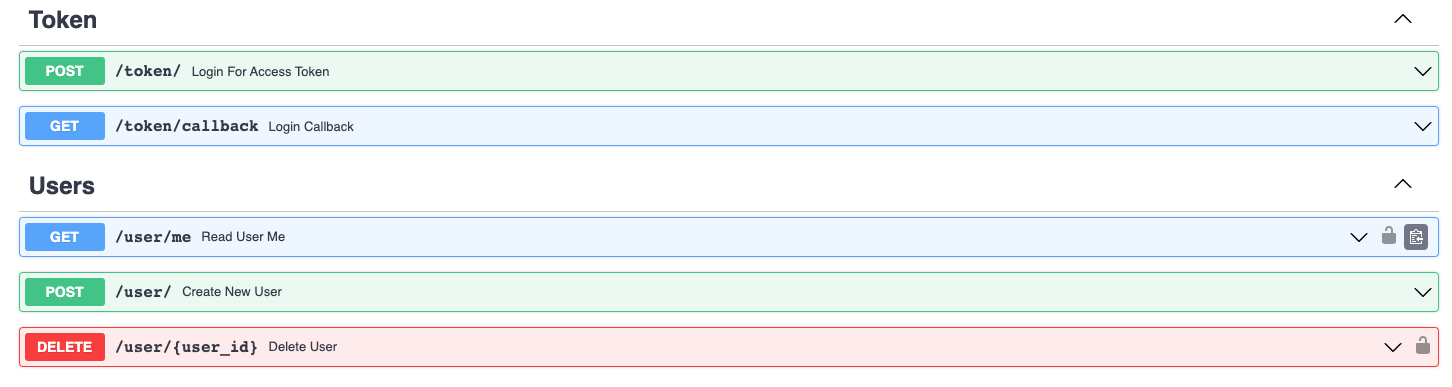 Token
POST /token/ Login For Access Token
GET /token/callback Login Callback
Users
GET /user/me Read User Me
POST /user/ Create New User
DELETE /user/{user_id} Delete User